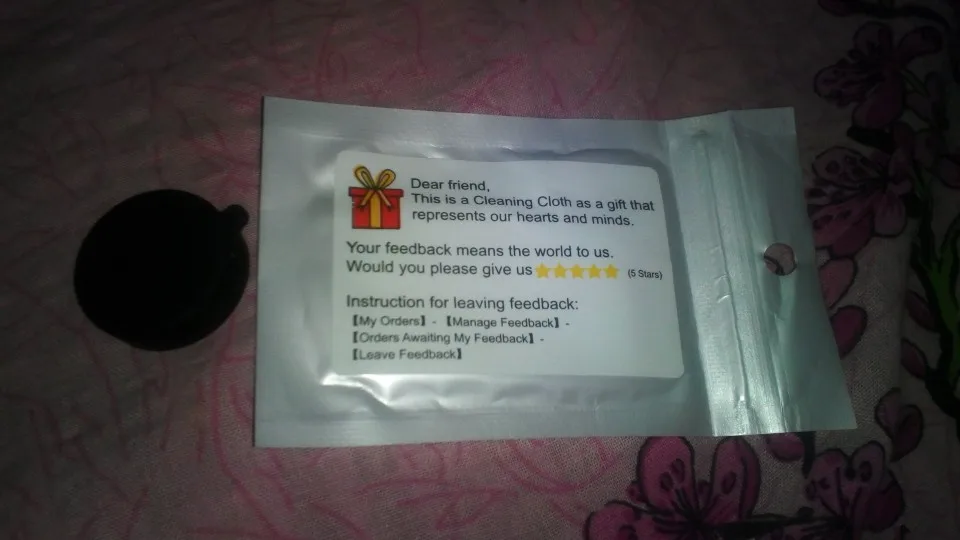 Dear friend,
This is a Cleaning Cloth as a gift that
represents our hearts and minds.
Your feedback means the world to us.
Would you please give us⭐⭐⭐⭐⭐ (5 Stars)
Instruction for leaving feedback:
【My Orders】 - 【Manage Feedback】 -
【Orders Awaiting My Feedback】 -
【Leave Feedback】